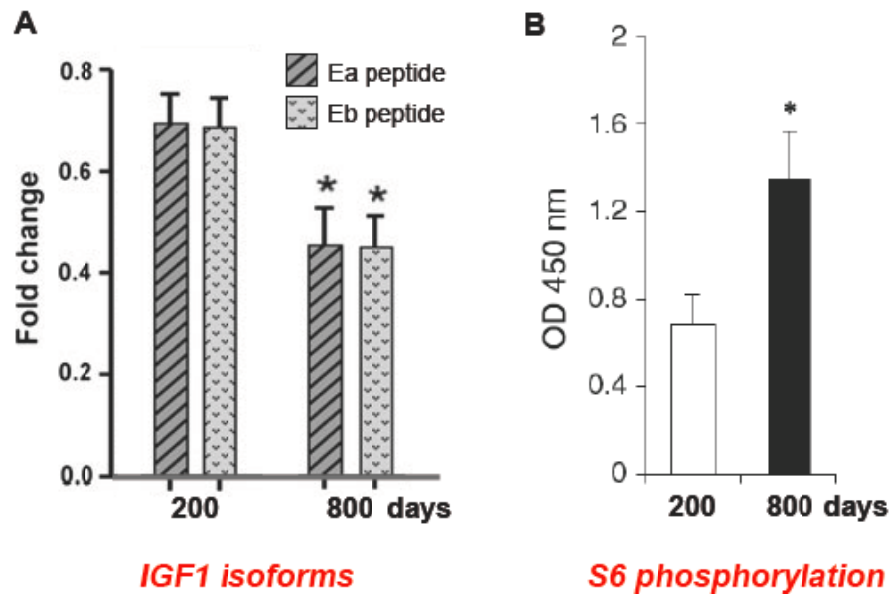 A
0.8
0.6
0.4
0.2
0.0
Fold change
Ea peptide
Eb peptide
*
*
200
800 days
IGF1 isoforms
B
2
1.6
1.2
0.8
0.4
0
OD 450 nm
*
200
800 days
S6 phosphorylation